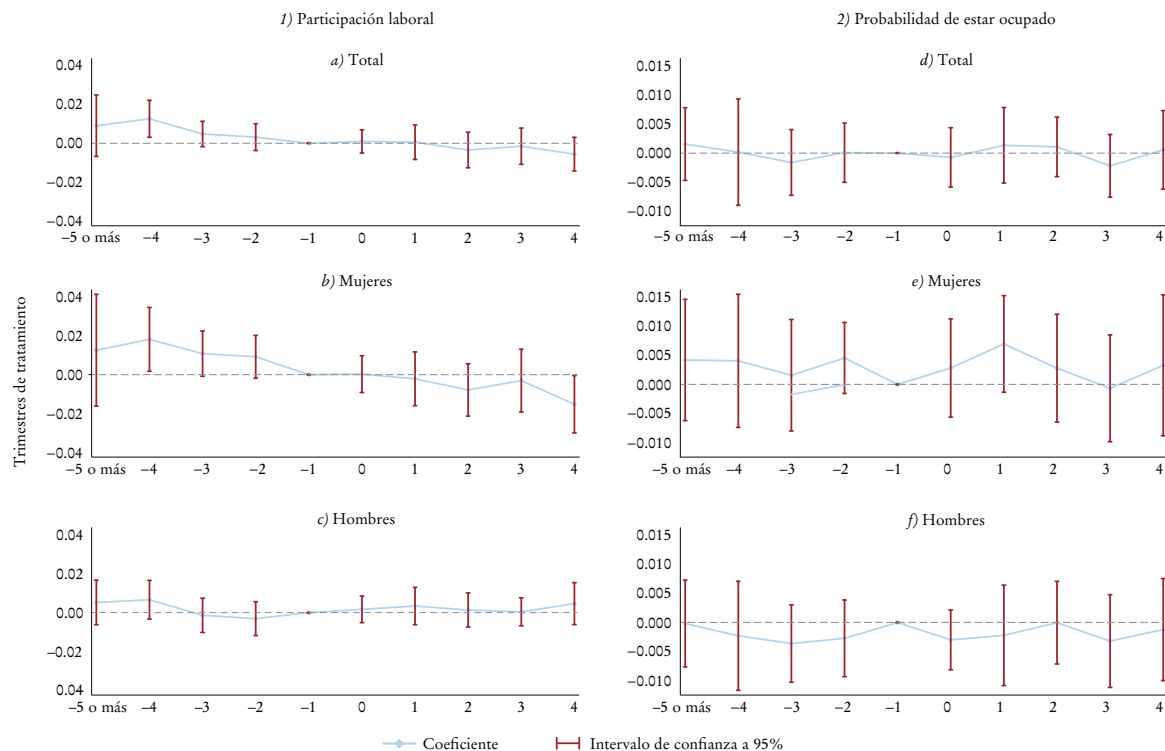 1) Participación laboral
a) Total
0.04
0.02
0.00
−0.02
−0.04
−5 o más −4 −3 −2 −1 0 1 2 3 4
b) Mujeres
0.04
0.02
0.00
−0.02
−0.04
−5 o más −4 −3 −2 −1 0 1 2 3 4
c) Hombres
0.04
0.02
0.00
−0.02
0.04
−5 o más −4 −3 −2 −1 0 1 2 3 4
Trimestres de tratamiento
2) Probabilidad de estar ocupado
d) Total
0.015
0.010
0.005
0.000
−0.005
−0.010
−5 o más −4 −3 −2 −1 0 1 2 3 4
e) Mujeres
0.015
0.010
0.005
0.000
−0.005
−0.010
−5 o más −4 −3 −2 −1 0 1 2 3 4
f) Hombres
0.015
0.010
0.005
0.000
−0.005
−0.010
−5 o más −4 −3 −2 −1 0 1 2 3 4
Coeficiente
Intervalo de confianza a 95%